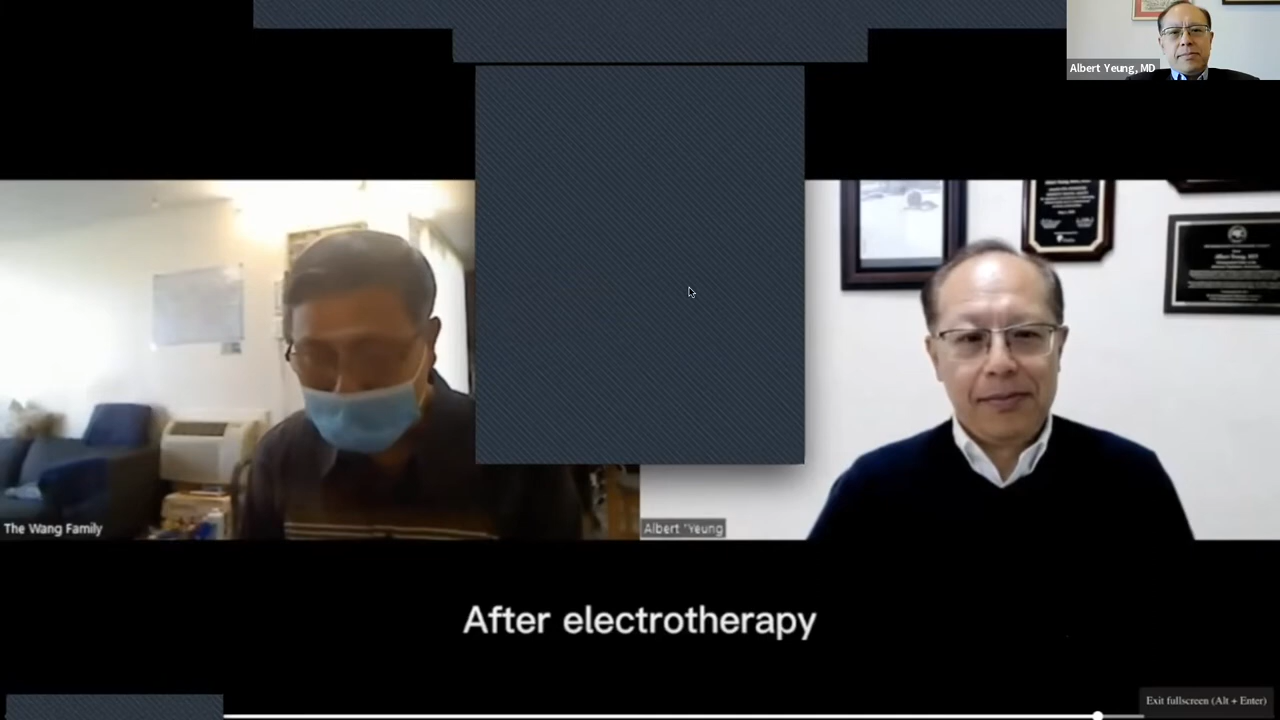 Albert Yeung, MD
The Wang Family
Albert "Yeung
After electrotherapy
Exit fullscreen (Alt + Enter)